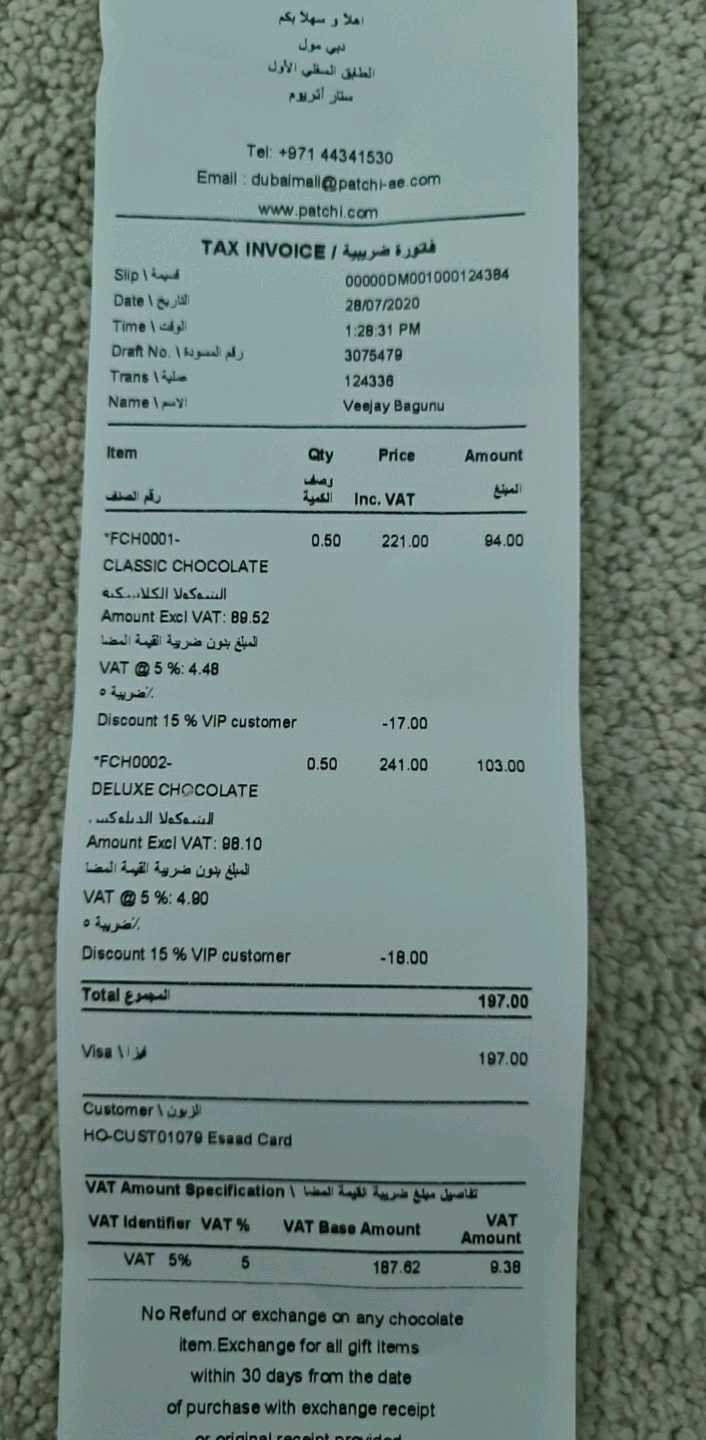 اهلا و سهلا بكم
دبي مول
الطابق السفلي الأول
ستار أتريوم
Tel: +971 44341530
Email : dubaimall@patchi-ae.com
www.patchi.com
TAX INVOICE / فاتورة ضريبية
Slip \ قسيمة 00000DM001000124384
Date \ التاريخ 28/07/2020
Time \ الوقت 1:28:31 PM
Draft No. \ رقم المسودة 3075479
Trans \ عملية 124336
Name \ الاسم Veejay Bagunu
Item Qty Price Amount
رقم الصنف وصف الكمية Inc. VAT المبلغ
*FCH0001- 0.50 221.00 94.00
CLASSIC CHOCOLATE
الشوكولا الكلاسكية
Amount Excl VAT: 89.52
المبلغ بدون ضريبة القيمة المضا
VAT @ 5 %: 4.48
٪ضريبة ٥
Discount 15 % VIP customer -17.00
*FCH0002- 0.50 241.00 103.00
DELUXE CHOCOLATE
الشوكولا الديلوكس
Amount Excl VAT: 98.10
المبلغ بدون ضريبة القيمة المضا
VAT @ 5 %: 4.90
٪ضريبة ٥
Discount 15 % VIP customer -18.00
Total المجموع 197.00
Visa \ فيزا 197.00
Customer \ الزبون
HO-CUST01079 Esaad Card
VAT Amount Specification \ تفاصيل مبلغ ضريبة القيمة المضا
VAT Identifier VAT % VAT Base Amount VAT Amount
VAT 5% 5 187.62 9.38
No Refund or exchange on any chocolate
item.Exchange for all gift items
within 30 days from the date
of purchase with exchange receipt
or original receipt provided